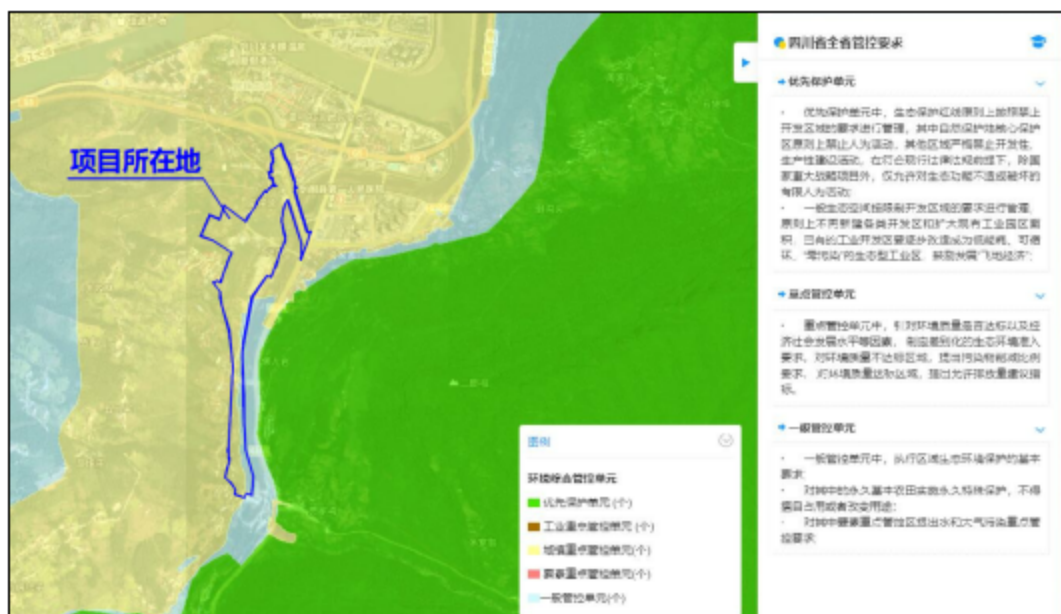 项目所在地
四川省全省管控要求
优先保护单元
· 优先保护单元中，生态保护红线原则上按照禁止
开发区域的要求进行管理，其中自然保护地核心保护
区原则上禁止人为活动，其他区域严格禁止开发性、
生产性建设活动，在符合现行法律法规前提下，除国
家重大战略项目外，仅允许对生态功能不造成破坏的
有限人为活动;
· 一般生态空间按限制开发区域的要求进行管理，
原则上不再新建各类开发区和扩大现有工业园区面
积，已有的工业开发区要逐步改造成为低能耗、可循
环、“零污染”的生态型工业区，鼓励发展“飞地经济”;
重点管控单元
· 重点管控单元中，针对环境质量是否达标以及经
济社会发展水平等因素，制定差别化的生态环境准入
要求，对环境质量不达标区域，提出污染物削减比例
要求，对环境质量达标区域，提出允许排放量建议指
标。
一般管控单元
· 一般管控单元中，执行区域生态环境保护的基本
要求;
· 对其中的永久基本农田实施永久特殊保护，不得
擅自占用或者改变用途;
· 对其中要素重点管控区提出水和大气污染重点管
控要求
图例
环境综合管控单元
优先保护单元(个)
工业重点管控单元(个)
城镇重点管控单元(个)
要素重点管控单元(个)
一般管控单元(个)